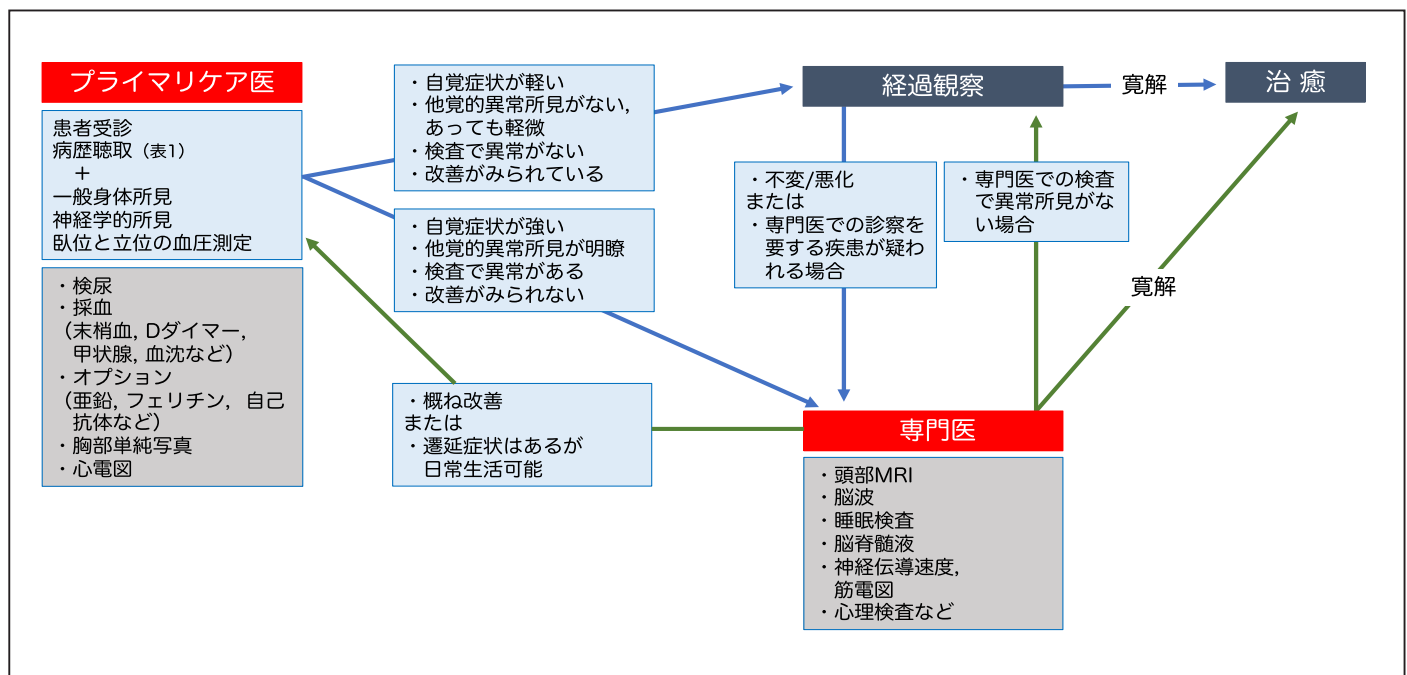 プライマリケア医
患者受診
病歴聴取（表1）
＋
一般身体所見
神経学的所見
臥位と立位の血圧測定
・検尿
・採血
（末梢血, Dダイマー,
甲状腺, 血沈など）
・オプション
（亜鉛, フェリチン, 自己
抗体など）
・胸部単純写真
・心電図
・自覚症状が軽い
・他覚的異常所見がない,
あっても軽微
・検査で異常がない
・改善がみられている
・自覚症状が強い
・他覚的異常所見が明瞭
・検査で異常がある
・改善がみられない
・概ね改善
または
・遷延症状はあるが
日常生活可能
経過観察
寛解
治 癒
・不変/悪化
または
・専門医での診察を
要する疾患が疑わ
れる場合
・専門医での検査
で異常所見がな
い場合
寛解
専門医
・頭部MRI
・脳波
・睡眠検査
・脳脊髄液
・神経伝導速度,
筋電図
・心理検査など